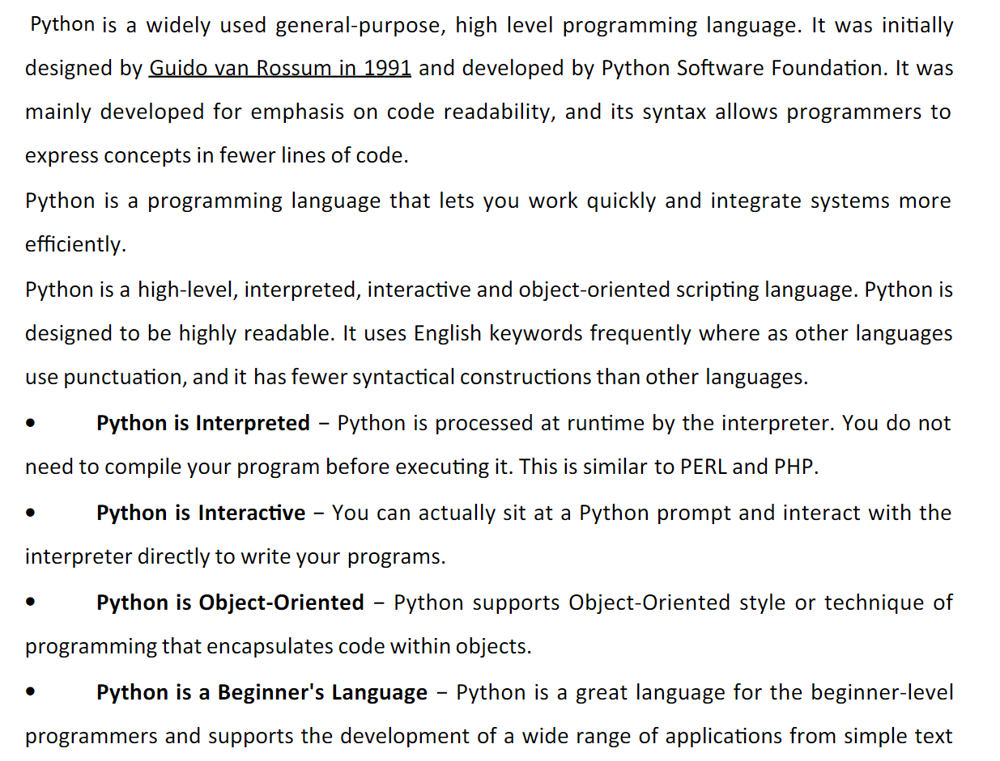 Python is a widely used general-purpose, high level programming language. It was initially
designed by Guido van Rossum in 1991 and developed by Python Software Foundation. It was
mainly developed for emphasis on code readability, and its syntax allows programmers to
express concepts in fewer lines of code.
Python is a programming language that lets you work quickly and integrate systems more
efficiently.
Python is a high-level, interpreted, interactive and object-oriented scripting language. Python is
designed to be highly readable. It uses English keywords frequently where as other languages
use punctuation, and it has fewer syntactical constructions than other languages.
• Python is Interpreted − Python is processed at runtime by the interpreter. You do not
need to compile your program before executing it. This is similar to PERL and PHP.
• Python is Interactive − You can actually sit at a Python prompt and interact with the
interpreter directly to write your programs.
• Python is Object-Oriented − Python supports Object-Oriented style or technique of
programming that encapsulates code within objects.
• Python is a Beginner's Language − Python is a great language for the beginner-level
programmers and supports the development of a wide range of applications from simple text